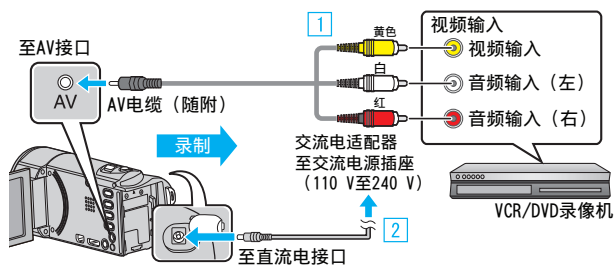 至AV接口
AV
AV电缆（随附）
录制
1
黄色
白
红
视频输入
视频输入
音频输入（左）
音频输入（右）
交流电适配器
至交流电源插座
（110 V至240 V）
2
至直流电接口
VCR/DVD录像机